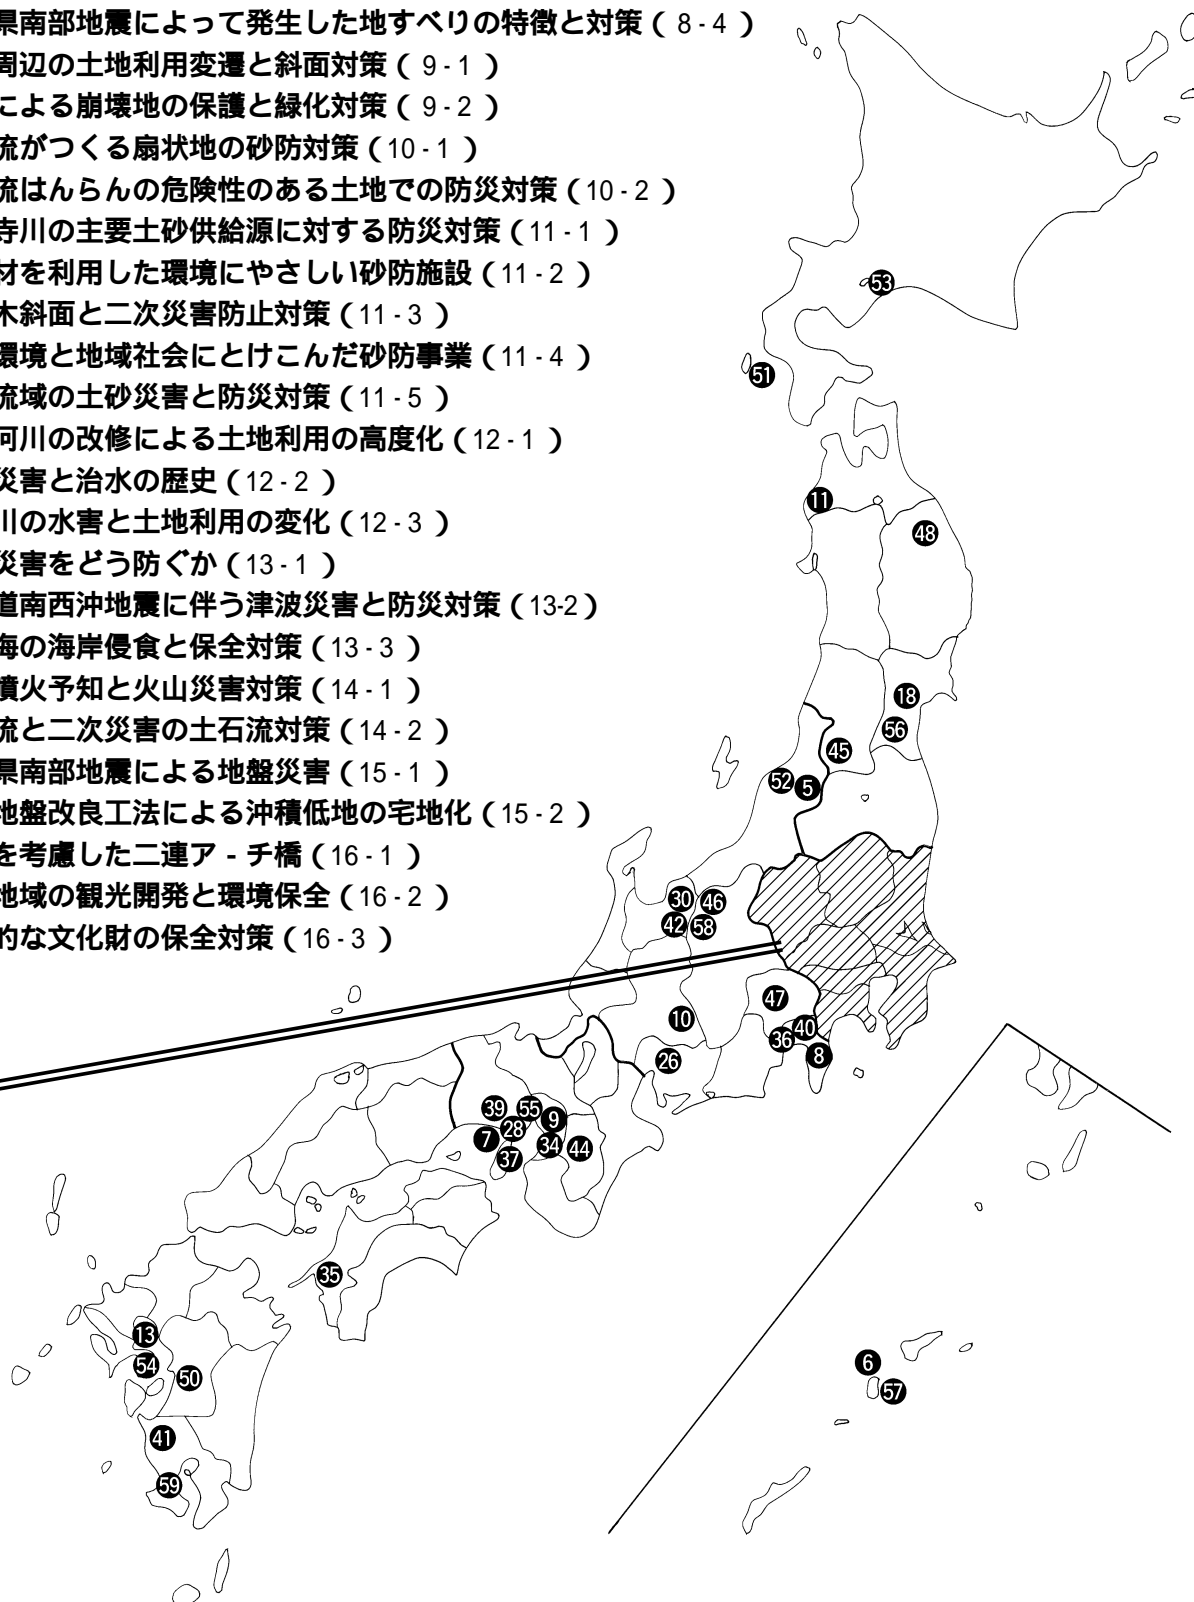 県南部地震によって発生した地すべりの特徴と対策（8-4）
周辺の土地利用変遷と斜面対策（9-1）
による崩壊地の保護と緑化対策（9-2）
流がつくる扇状地の砂防対策（10-1）
流はんらんの危険性のある土地での防災対策（10-2）
寺川の主要土砂供給源に対する防災対策（11-1）
材を利用した環境にやさしい砂防施設（11-2）
木斜面と二次災害防止対策（11-3）
環境と地域社会にとけこんだ砂防事業（11-4）
流域の土砂災害と防災対策（11-5）
河川の改修による土地利用の高度化（12-1）
災害と治水の歴史（12-2）
川の水害と土地利用の変化（12-3）
災害をどう防ぐか（13-1）
道南西沖地震に伴う津波災害と防災対策（13-2）
海の海岸侵食と保全対策（13-3）
噴火予知と火山災害対策（14-1）
流と二次災害の土石流対策（14-2）
県南部地震による地盤災害（15-1）
地盤改良工法による沖積低地の宅地化（15-2）
を考慮した二連ア-チ橋（16-1）
地域の観光開発と環境保全（16-2）
的な文化財の保全対策（16-3）
53
51
11
48
18
56
45
52 5
30 46
42 58
47
10
40
36
8
26
39 55
9
28
7
34 44
37
35
13
54
50
6
57
41
59